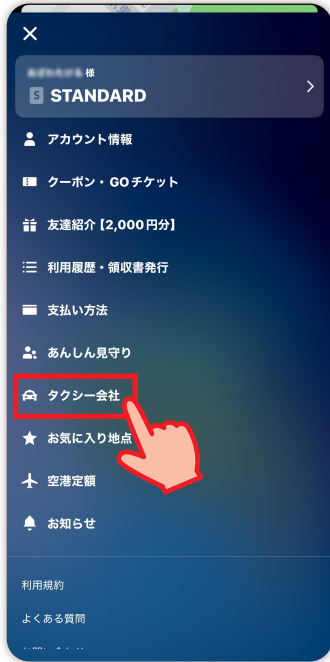 様
S STANDARD
アカウント情報
クーポン・GOチケット
友達紹介【2,000円分】
利用履歴・領収書発行
支払い方法
あんしん見守り
タクシー会社
お気に入り地点
空港定額
お知らせ
利用規約
よくある質問